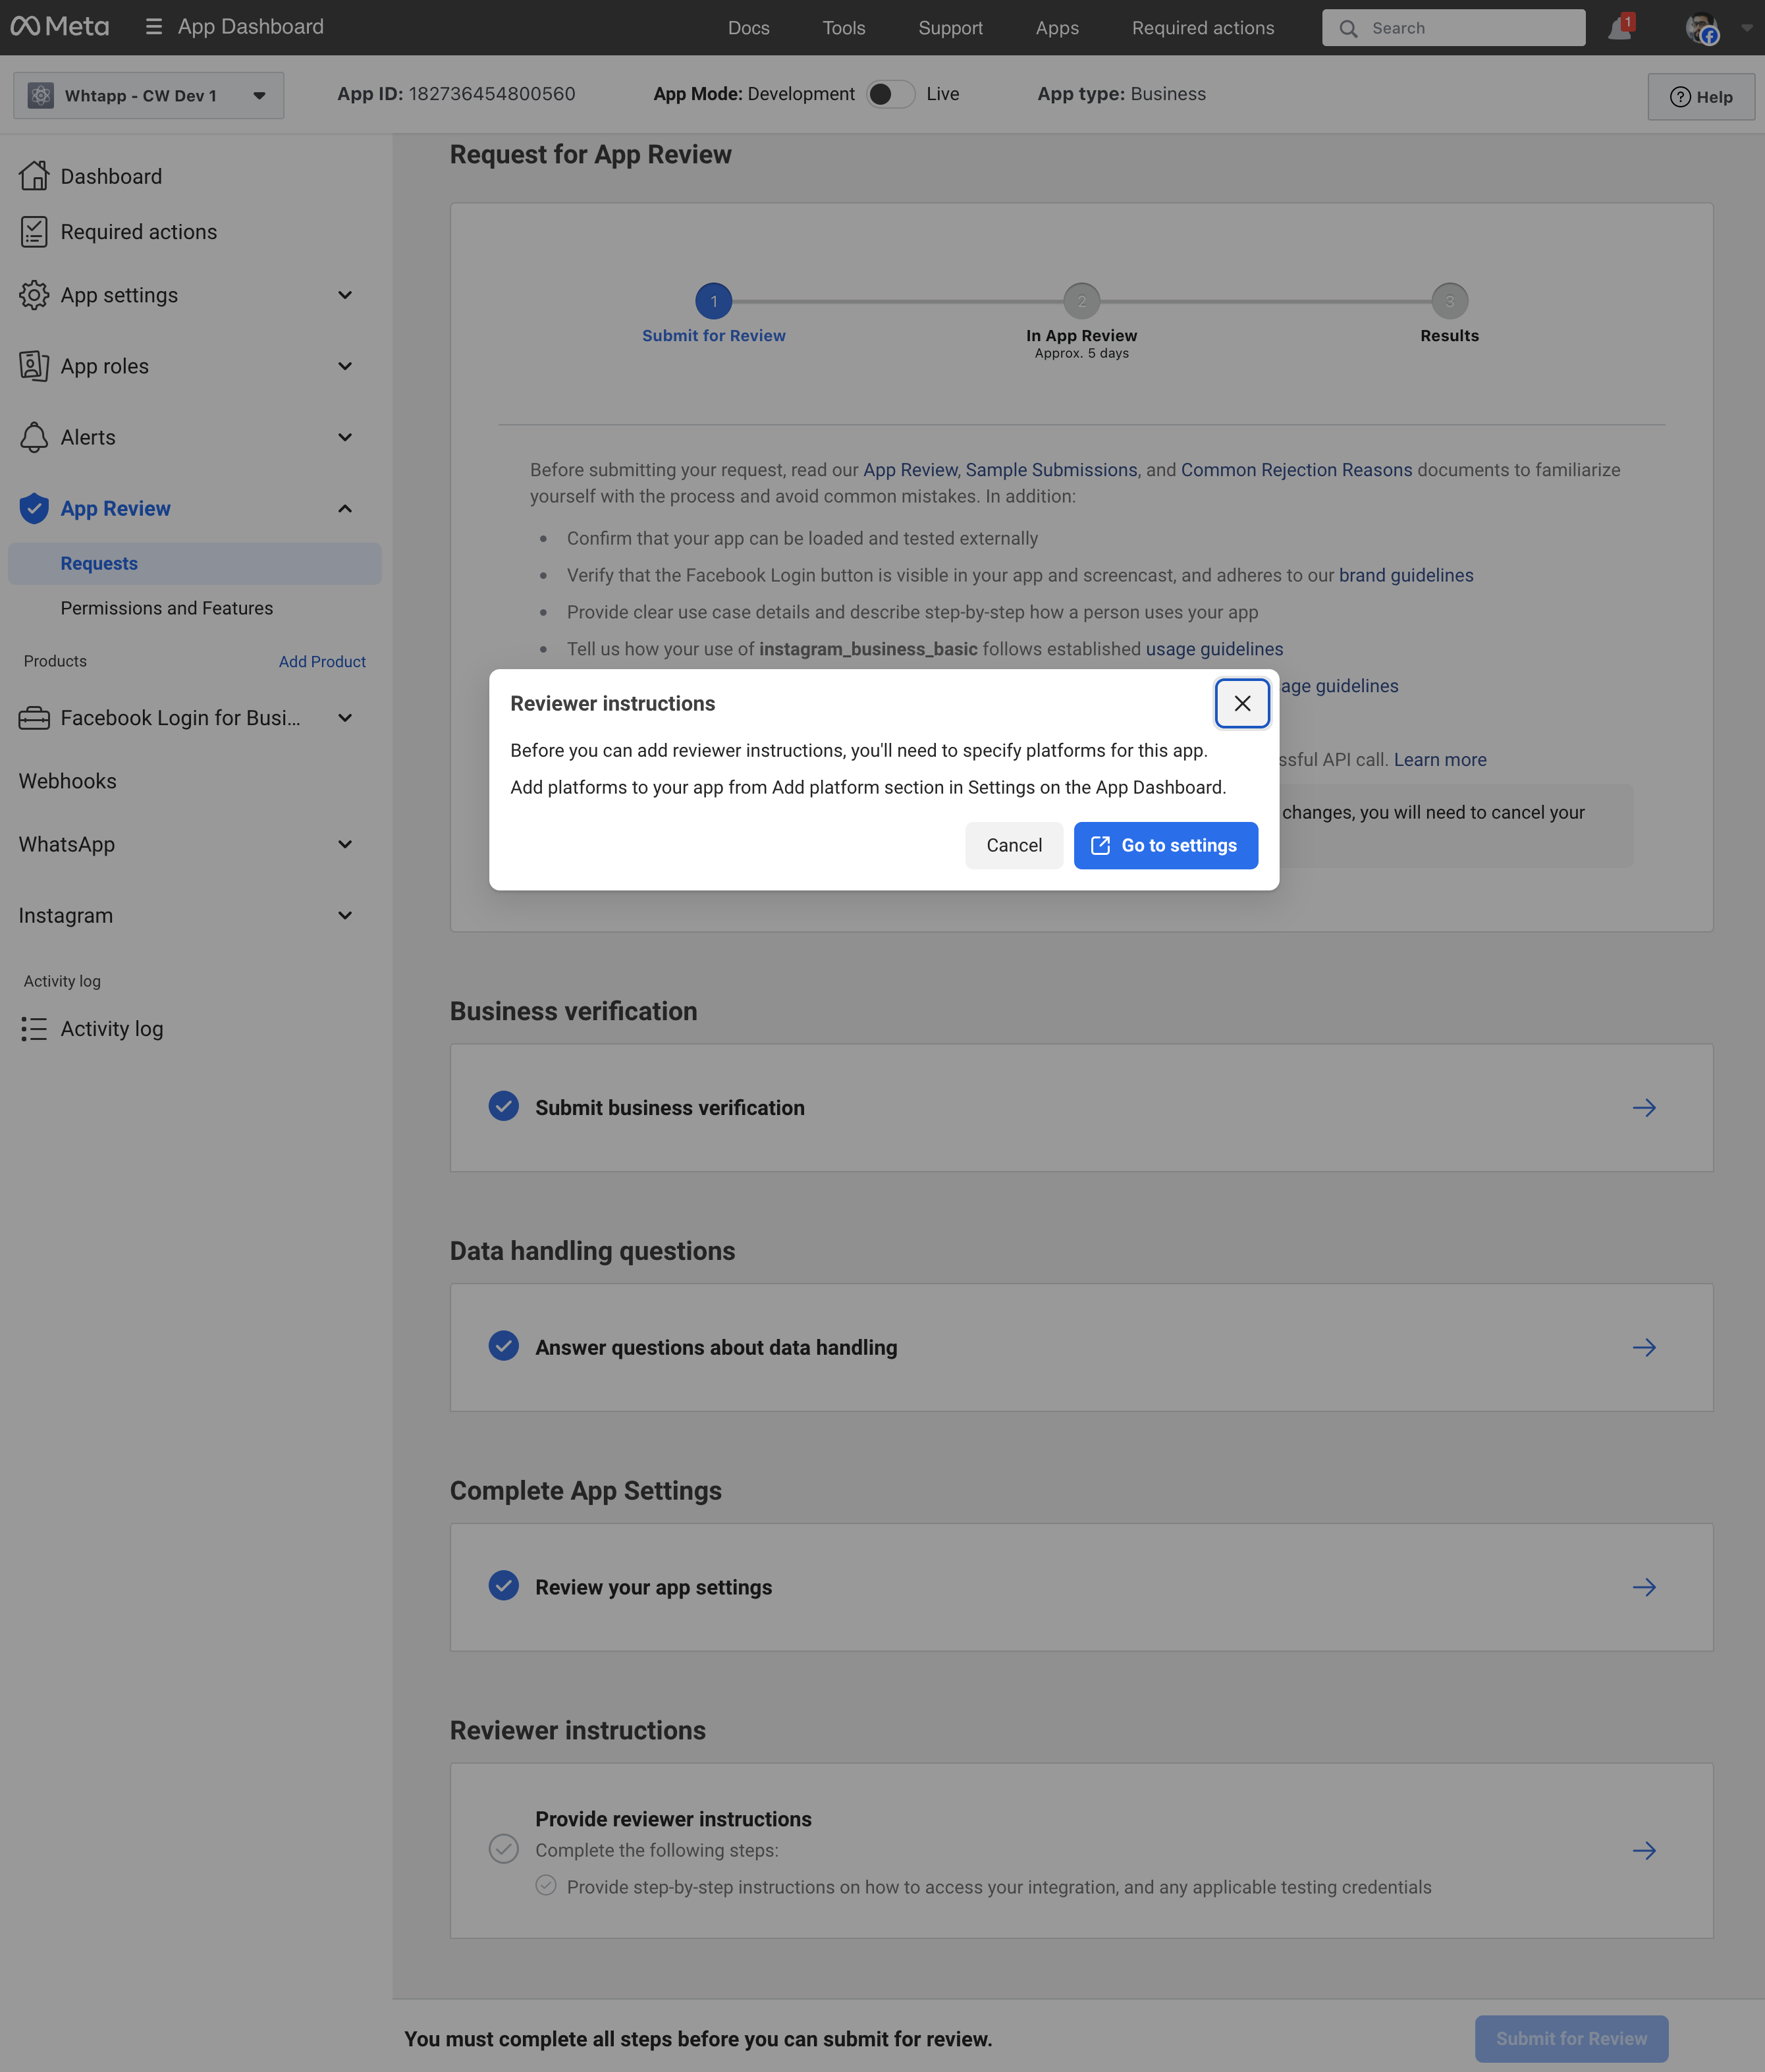 Meta
App Dashboard
Docs
Tools
Support
Apps
Required actions
Search
1
Whtapp - CW Dev 1
App ID: 182736454800560
App Mode: Development
Live
App type: Business
Help
Dashboard
Required actions
App settings
App roles
Alerts
App Review
Requests
Permissions and Features
Products
Add Product
Facebook Login for Busi...
Webhooks
WhatsApp
Instagram
Activity log
Activity log
Request for App Review
1
2
3
Submit for Review
In App Review
Results
Approx. 5 days
Before submitting your request, read our App Review, Sample Submissions, and Common Rejection Reasons documents to familiarize
yourself with the process and avoid common mistakes. In addition:
Confirm that your app can be loaded and tested externally
Verify that the Facebook Login button is visible in your app and screencast, and adheres to our brand guidelines
Provide clear use case details and describe step-by-step how a person uses your app
Tell us how your use of instagram_business_basic follows established usage guidelines
age guidelines
ssful API call. Learn more
changes, you will need to cancel your
Reviewer instructions
Before you can add reviewer instructions, you'll need to specify platforms for this app.
Add platforms to your app from Add platform section in Settings on the App Dashboard.
Cancel
Go to settings
Business verification
Submit business verification
Data handling questions
Answer questions about data handling
Complete App Settings
Review your app settings
Reviewer instructions
Provide reviewer instructions
Complete the following steps:
Provide step-by-step instructions on how to access your integration, and any applicable testing credentials
You must complete all steps before you can submit for review.
Submit for Review